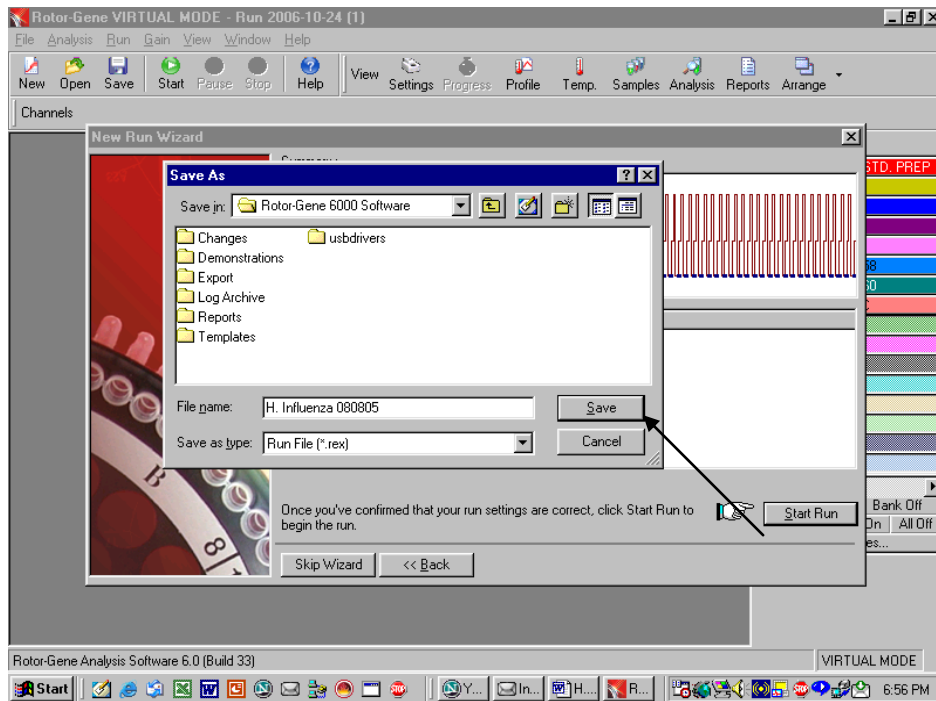 Rotor-Gene VIRTUAL MODE - Run 2006-10-24 (1)
File Analysis Run Gain View Window Help
New Open Save Start Pause Stop Help View Settings Progress Profile Temp. Samples Analysis Reports Arrange
Channels
New Run Wizard
STD. PREP
Save As
Save in: Rotor-Gene 6000 Software
Changes usbdrivers
Demonstrations
Export
Log Archive
Reports
Templates
File name: H. Influenza 080805 Save
Save as type: Run File (*.rex) Cancel
Once you've confirmed that your run settings are correct, click Start Run to
begin the run.
Start Run
Bank Off
On All Off
Skip Wizard << Back
Rotor-Gene Analysis Software 6.0 (Build 33) VIRTUAL MODE
Start Y... In... H... R... 6:56 PM